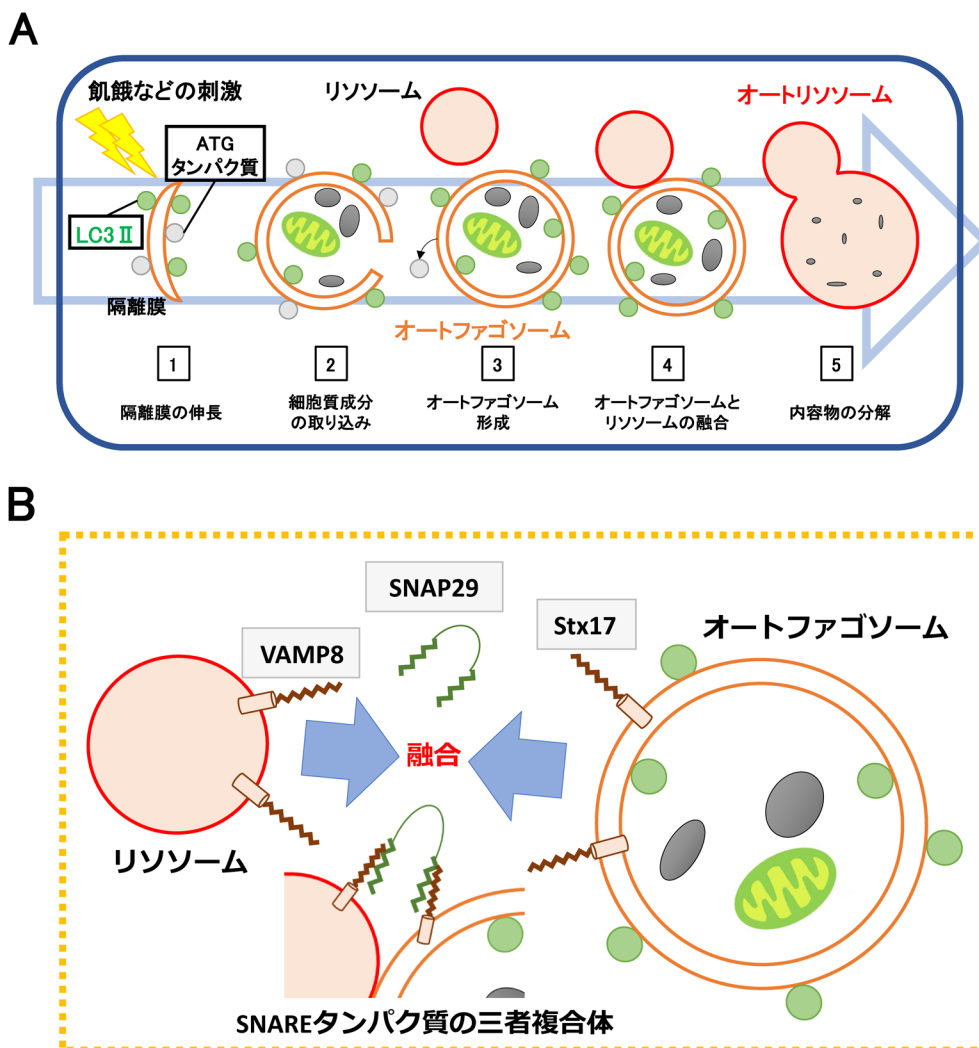 A
飢餓などの刺激
リソソーム
オートリソソーム
ATG
タンパク質
LC3Ⅱ
隔離膜
オートファゴソーム
1
2
3
4
5
隔離膜の伸長
細胞質成分
の取り込み
オートファゴソーム
形成
オートファゴソームと
リソソームの融合
内容物の分解
B
SNAP29
VAMP8
Stx17
オートファゴソーム
融合
リソソーム
SNAREタンパク質の三者複合体